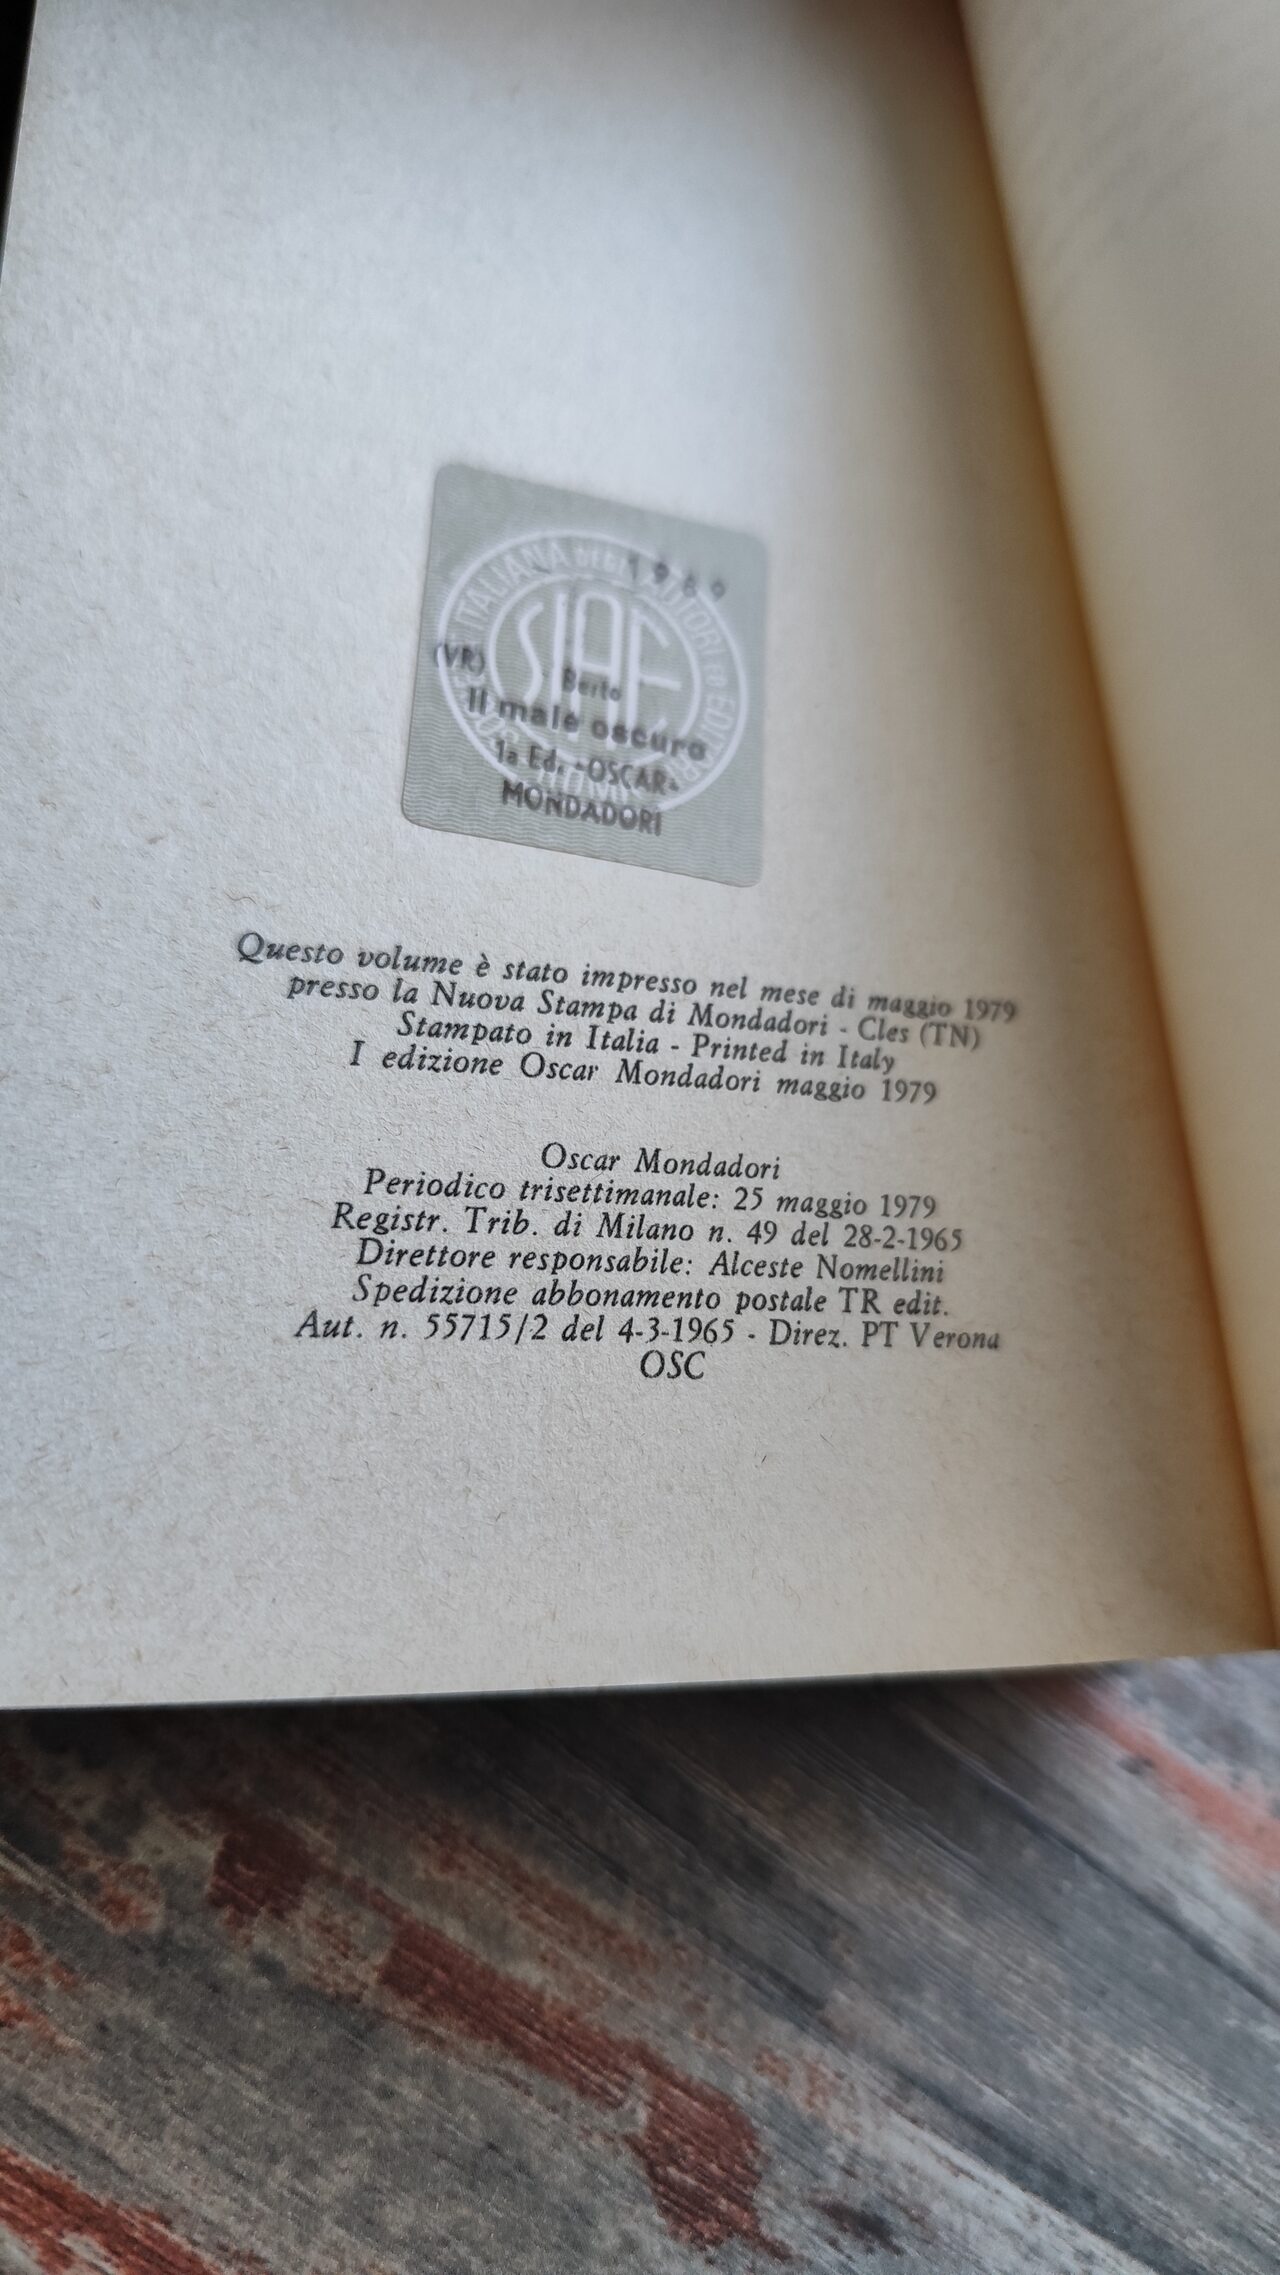 1969
SIAE
(VR)
Berto
Il male oscuro
1a Ed. -OSCAR-
MONDADORI
Questo volume è stato impresso nel mese di maggio 1979
presso la Nuova Stampa di Mondadori - Cles (TN)
Stampato in Italia - Printed in Italy
I edizione Oscar Mondadori maggio 1979
Oscar Mondadori
Periodico trisettimanale: 25 maggio 1979
Registr. Trib. di Milano n. 49 del 28-2-1965
Direttore responsabile: Alceste Nomellini
Spedizione abbonamento postale TR edit.
Aut. n. 55715/2 del 4-3-1965 - Direz. PT Verona
OSC